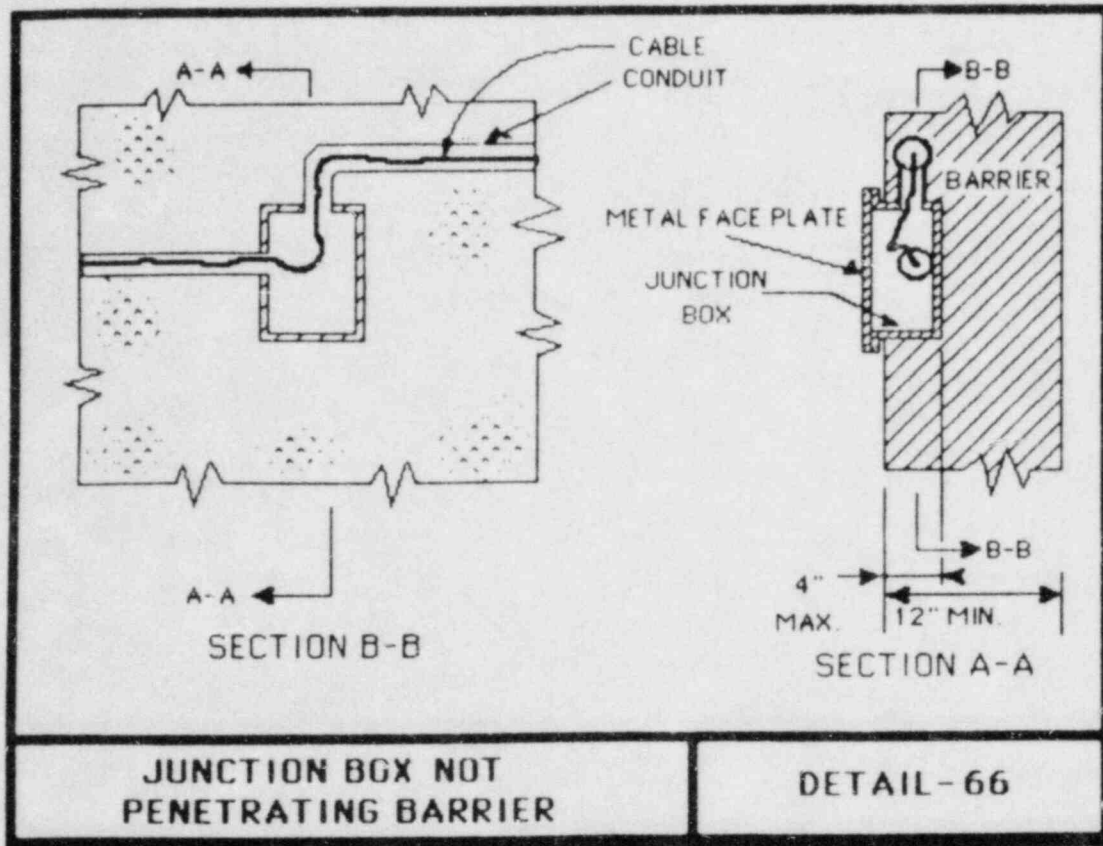 CABLE
CONDUIT
A-A
A-A
SECTION B-B
B-B
BARRIER
METAL FACE PLATE
JUNCTION
BOX
B-B
4"
MAX.
12" MIN.
SECTION A-A
JUNCTION BOX NOT
PENETRATING BARRIER
DETAIL-66